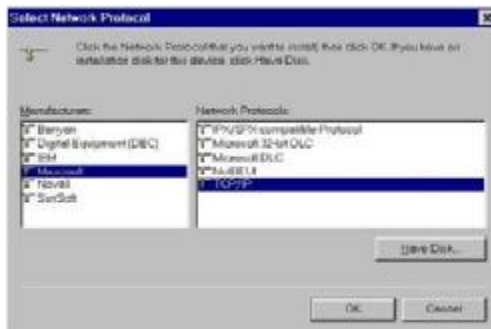 Select Network Protocol
Click the Network Protocol that you want to install, then click OK. If you have an
installation disk for this device, click Have Disk.
Manufacturers:
Network Protocols:
Banyan
Digital Equipment (DEC)
IBM
Microsoft
Novell
SunSoft
IPX/SPX-compatible Protocol
Microsoft 32-bit DLC
Microsoft DLC
NetBEUI
TCP/IP
Have Disk...
OK
Cancel